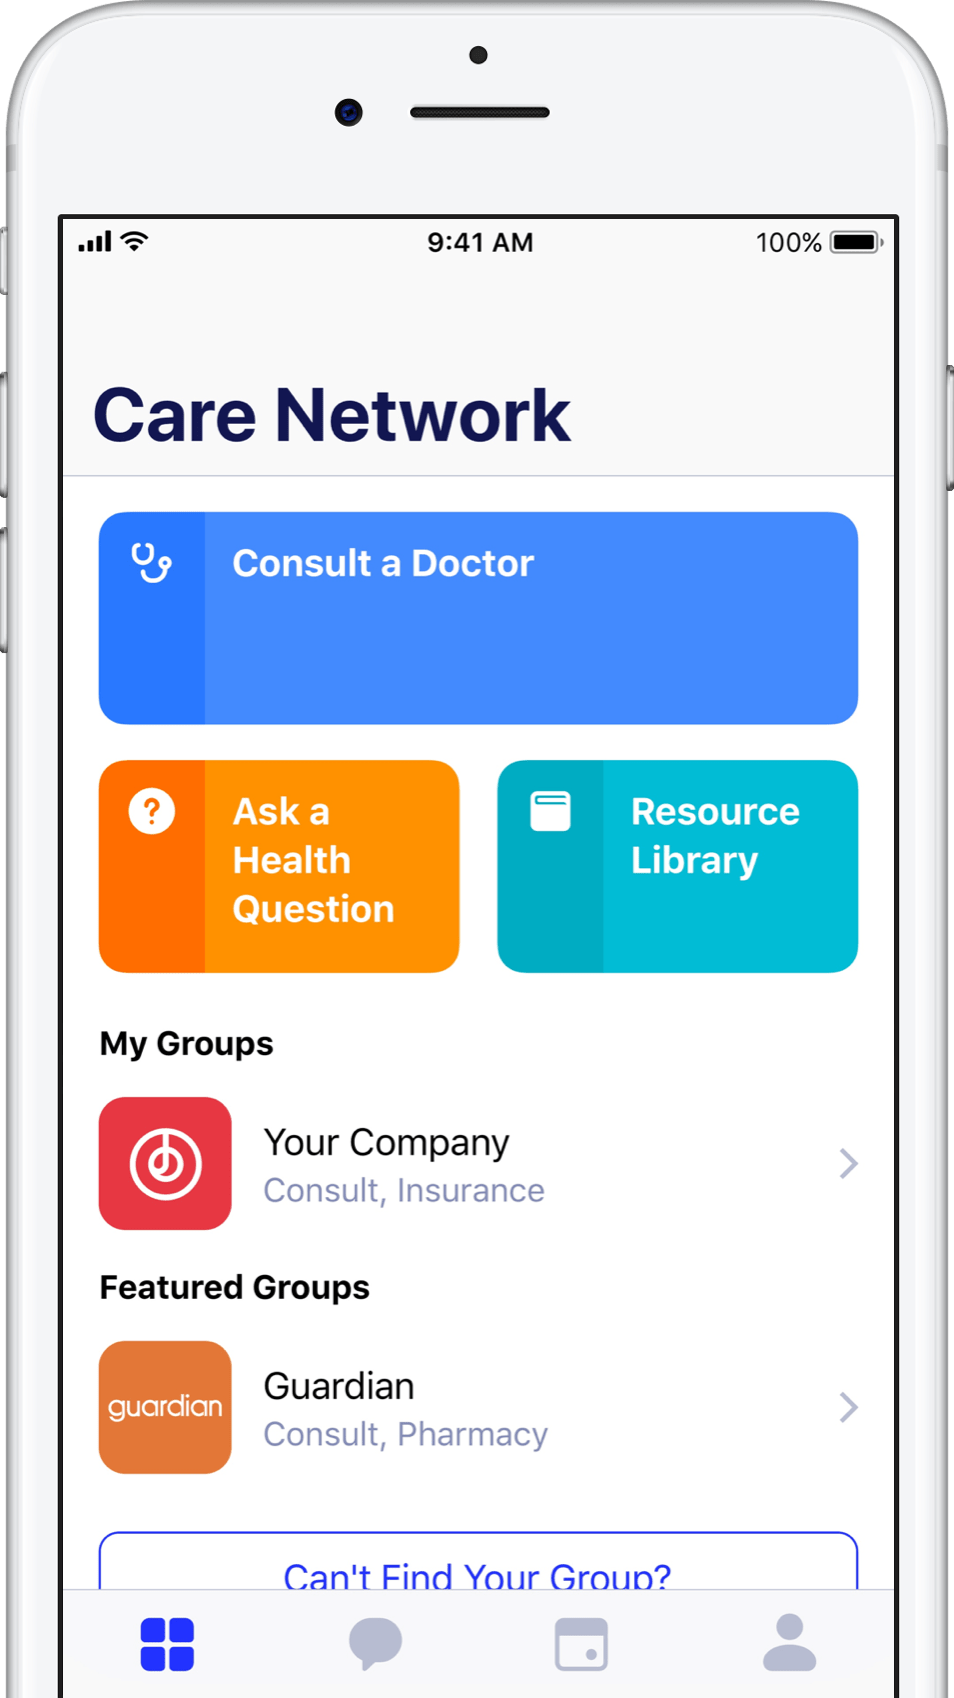 9:41 AM
100%
Care Network
Consult a Doctor
Ask a
Health
Question
Resource
Library
My Groups
Your Company
Consult, Insurance
Featured Groups
guardian
Guardian
Consult, Pharmacy
Can't Find Your Group?